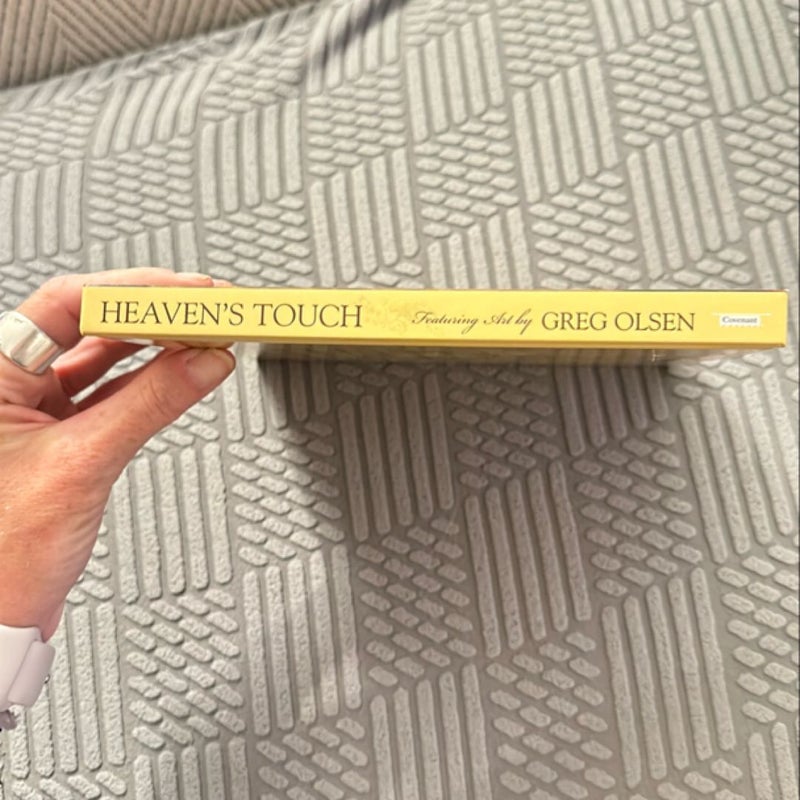 HEAVEN'S TOUCH Featuring Art by GREG OLSEN Covenant